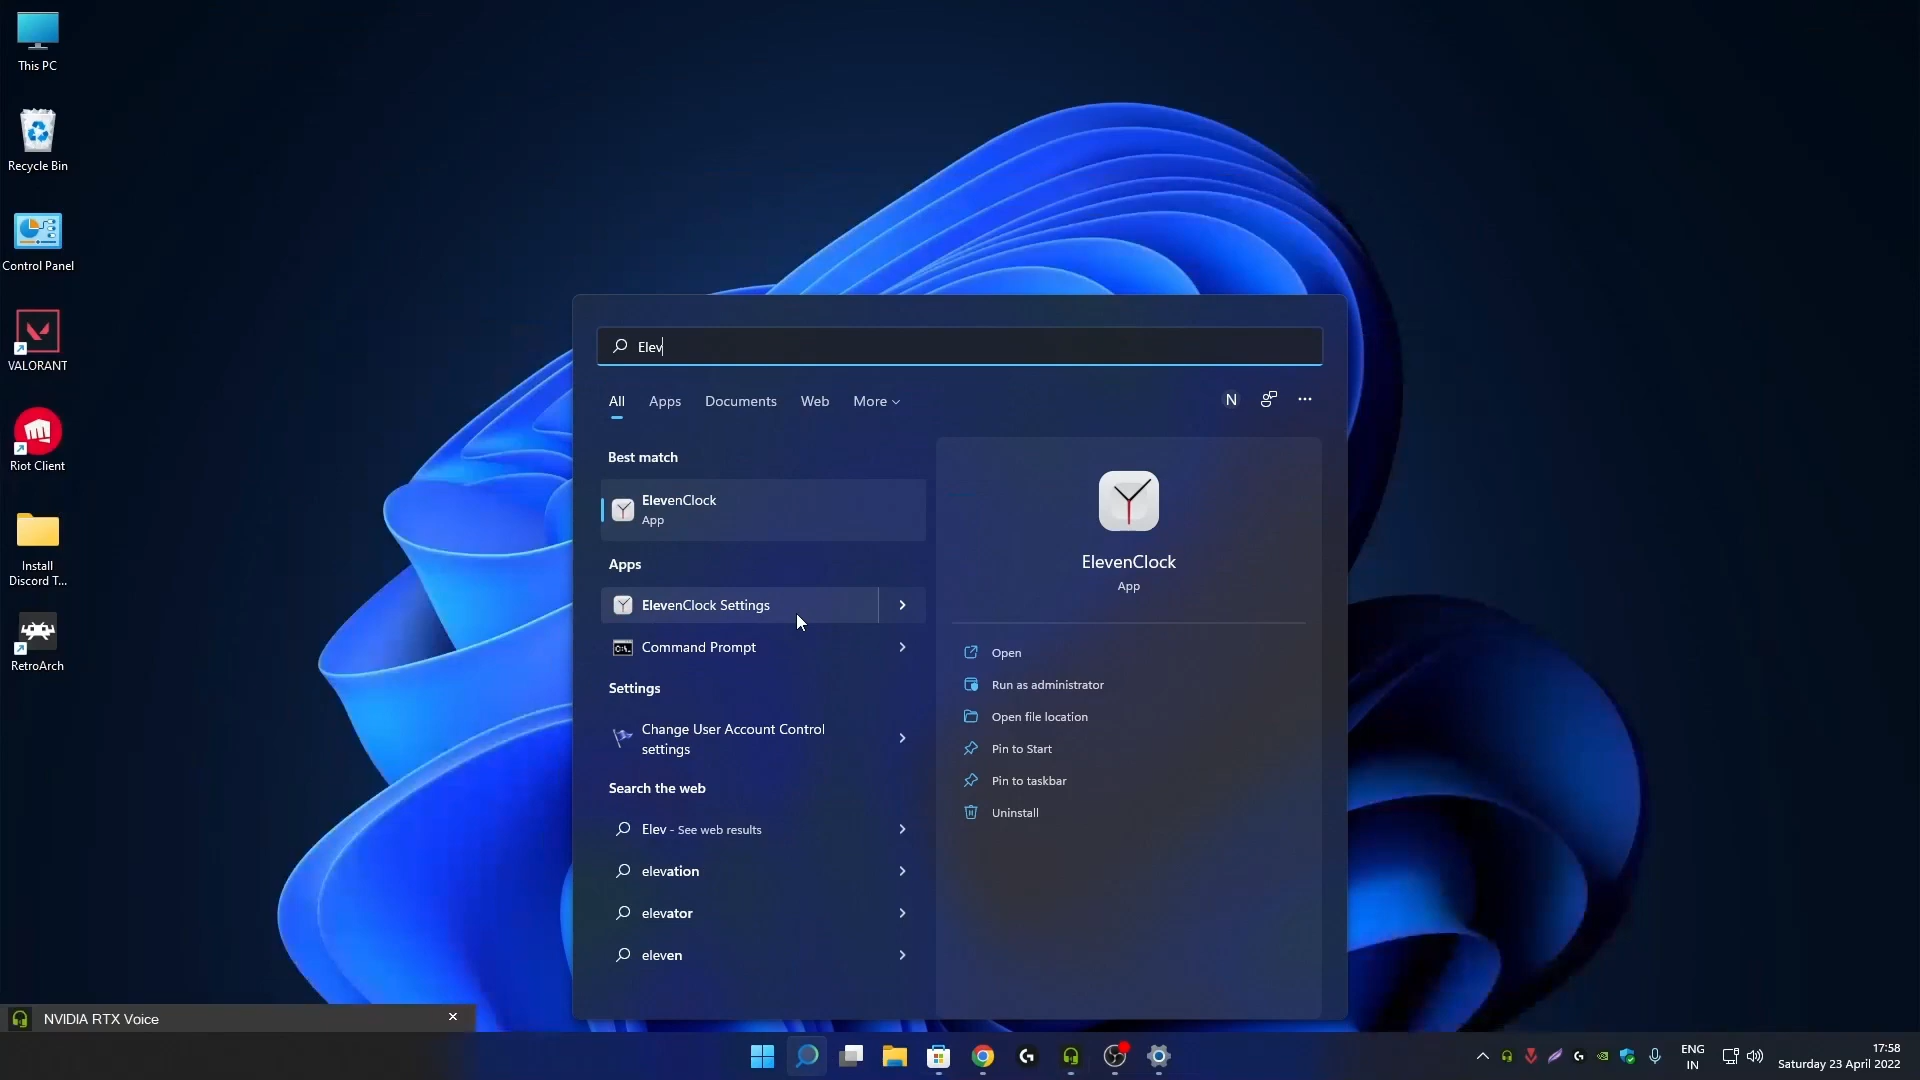 This PC
Recycle Bin
Control Panel
VALORANT
Riot Client
Install
Discord T...
RetroArch
Elev
All Apps Documents Web More
N
Best match
ElevenClock
App
Apps
ElevenClock Settings
Command Prompt
Settings
Change User Account Control
settings
Search the web
Elev - See web results
elevation
elevator
eleven
ElevenClock
App
Open
Run as administrator
Open file location
Pin to Start
Pin to taskbar
Uninstall
NVIDIA RTX Voice
ENG
IN
17:58
Saturday 23 April 2022